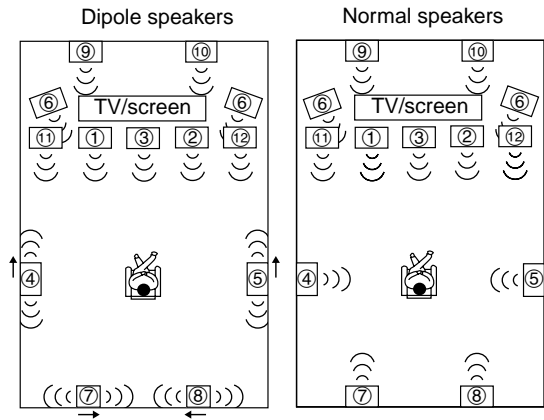 Dipole speakers Normal speakers
⑨ ⑩ ⑨ ⑩
⑥ TV/screen ⑥ ⑥ TV/screen ⑥
⑪ ① ③ ② ⑫ ⑪ ① ③ ② ⑫
④ ⑤ ④ ⑤
⑦ ⑧ ⑦ ⑧